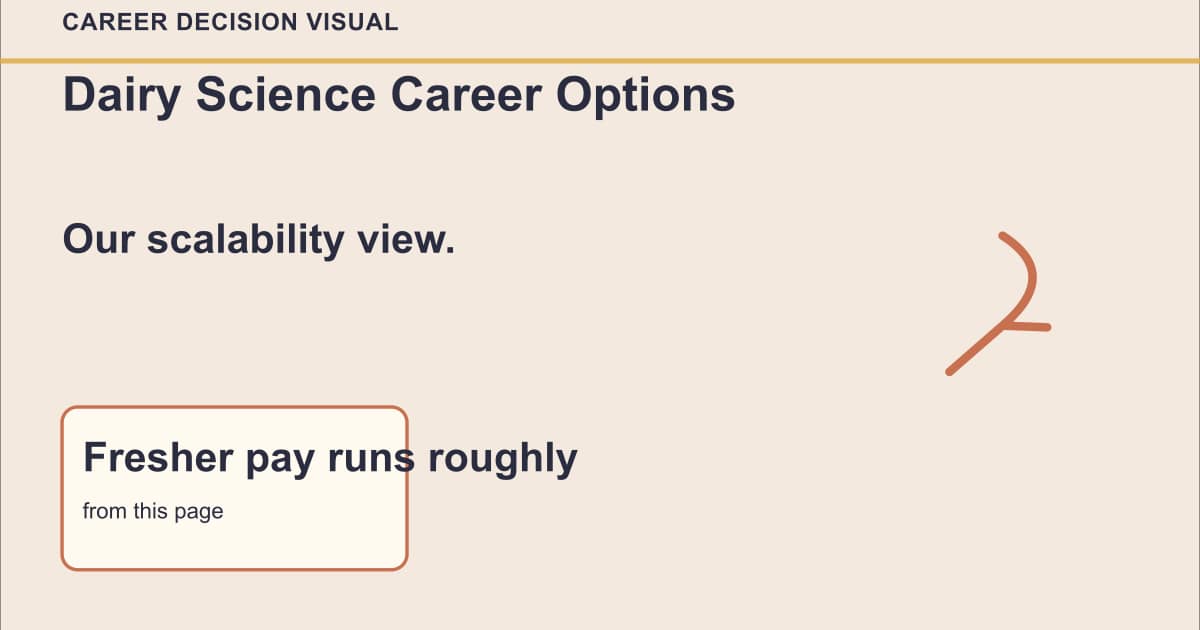 CAREER DECISION VISUAL
Dairy Science Career Options
Our scalability view.
Fresher pay runs roughly
from this page